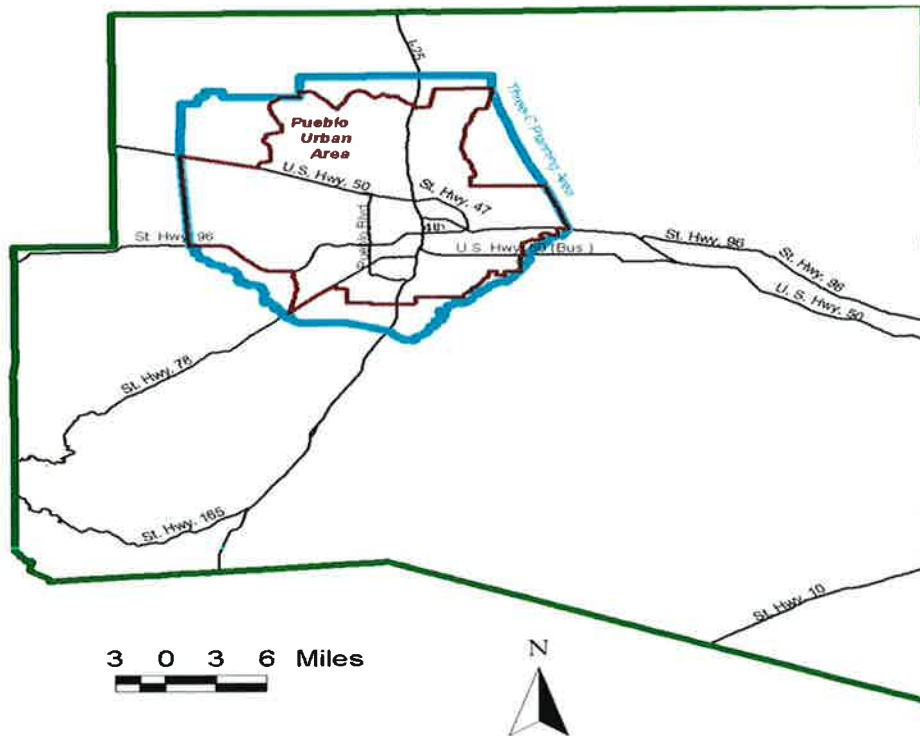 I-25
Three-C Planning Area
Pueblo
Urban
Area
U.S. Hwy. 50
St. Hwy. 47
Pueblo Blvd.
4th
St. Hwy. 96
U.S. Hwy. 50 (Bus.)
St. Hwy. 96
St. Hwy. 96
U. S. Hwy. 50
St. Hwy. 78
St. Hwy. 165
St. Hwy. 10
3 0 3 6 Miles
N